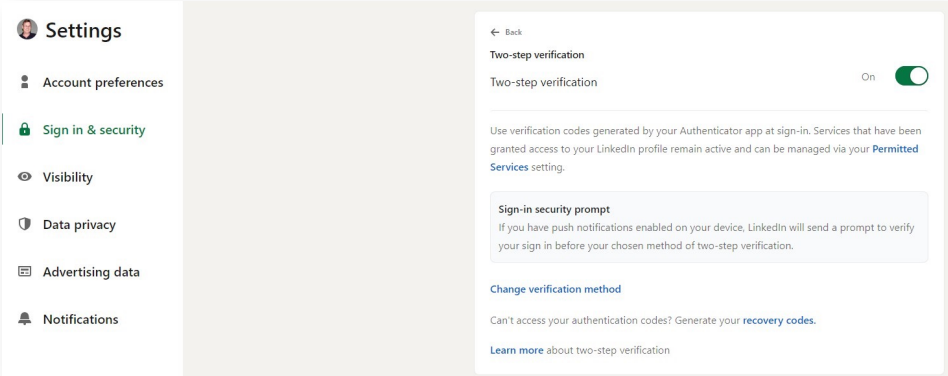 Settings
Account preferences
Sign in & security
Visibility
Data privacy
Advertising data
Notifications
Back
Two-step verification
Two-step verification
On
Use verification codes generated by your Authenticator app at sign-in. Services that have been
granted access to your LinkedIn profile remain active and can be managed via your Permitted
Services setting.
Sign-in security prompt
If you have push notifications enabled on your device, LinkedIn will send a prompt to verify
your sign in before your chosen method of two-step verification.
Change verification method
Can't access your authentication codes? Generate your recovery codes.
Learn more about two-step verification